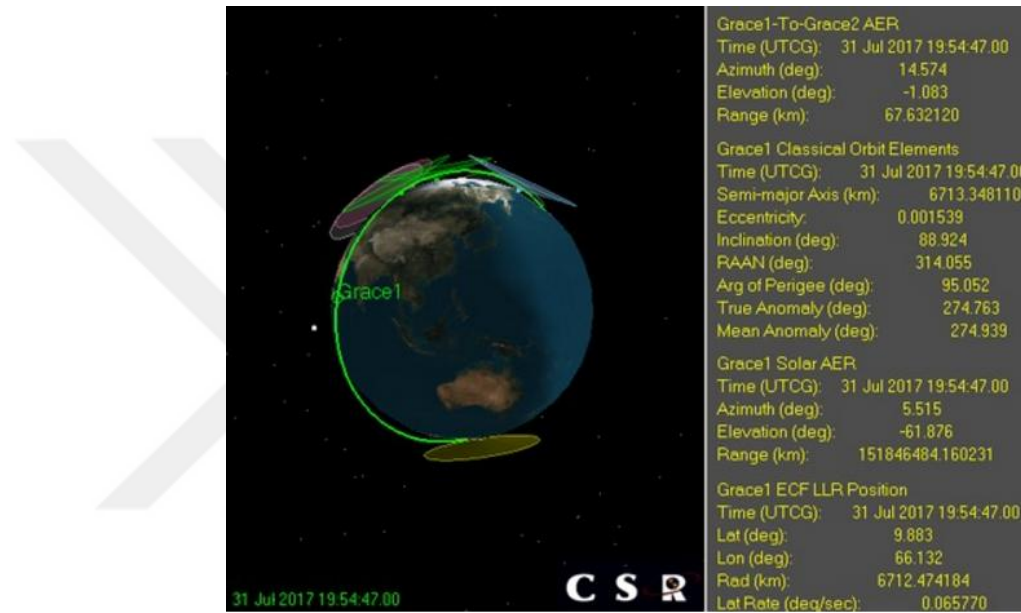 Grace1
CSR
31 Jul 2017 19:54:47.00
Grace1-To-Grace2 AER
Time (UTCG): 31 Jul 2017 19:54:47.00
Azimuth (deg): 14.574
Elevation (deg): -1.083
Range (km): 67.632120
Grace1 Classical Orbit Elements
Time (UTCG): 31 Jul 2017 19:54:47.00
Semi-major Axis (km): 6713.348110
Eccentricity: 0.001539
Inclination (deg): 88.924
RAAN (deg): 314.055
Arg of Perigee (deg): 95.052
True Anomaly (deg): 274.763
Mean Anomaly (deg): 274.939
Grace1 Solar AER
Time (UTCG): 31 Jul 2017 19:54:47.00
Azimuth (deg): 5.515
Elevation (deg): -61.876
Range (km): 151846484.160231
Grace1 ECF LLR Position
Time (UTCG): 31 Jul 2017 19:54:47.00
Lat (deg): 9.883
Lon (deg): 66.132
Rad (km): 6712.474184
Lat Rate (deg/sec): 0.065770